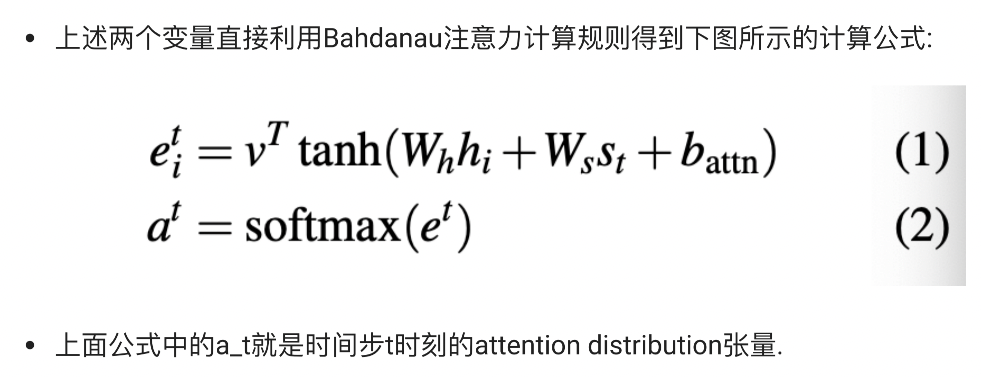 • 上述两个变量直接利用Bahdanau注意力计算规则得到下图所示的计算公式:
$e_i^t = v^T \tanh(W_h h_i + W_s s_t + b_{\text{attn}})$ (1)
$a^t = \text{softmax}(e^t)$ (2)
• 上面公式中的a_t就是时间步t时刻的attention distribution张量.